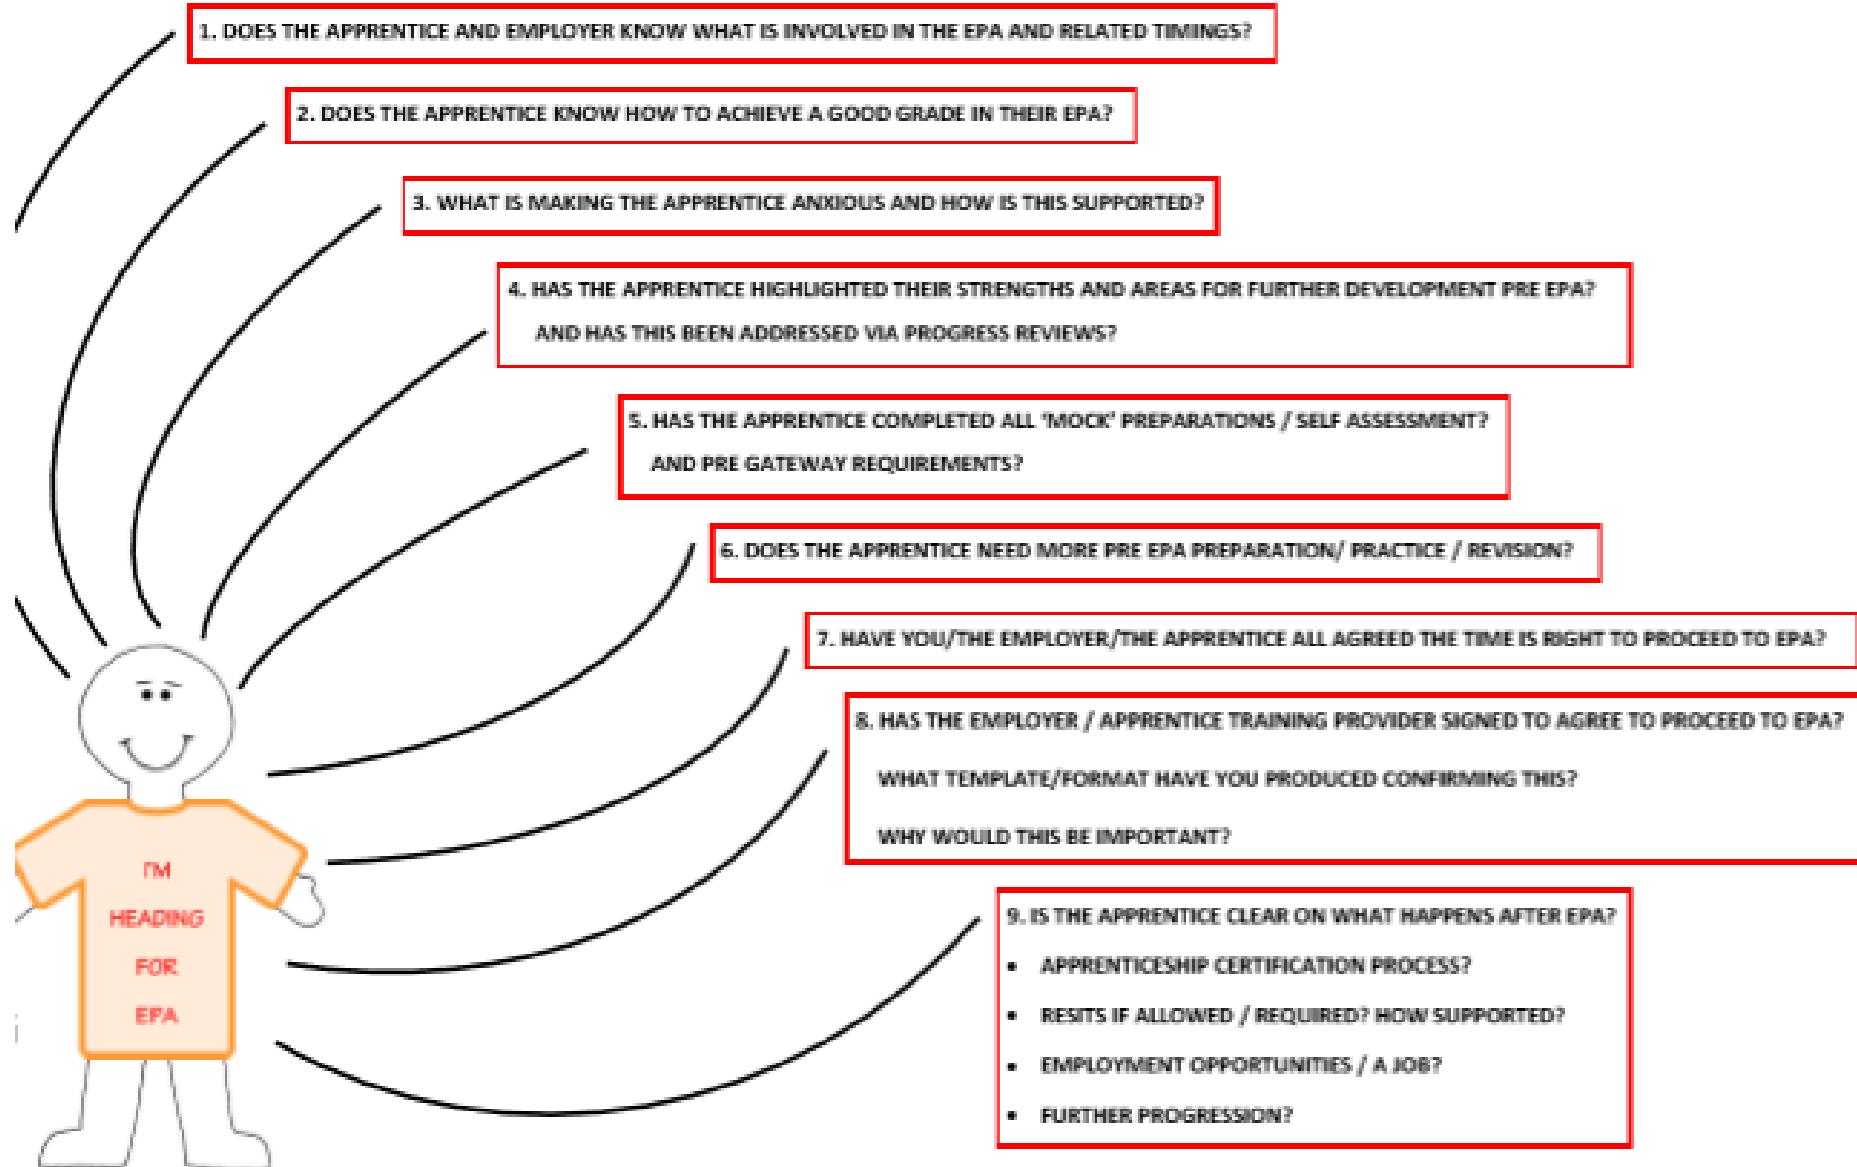 1. DOES THE APPRENTICE AND EMPLOYER KNOW WHAT IS INVOLVED IN THE EPA AND RELATED TIMINGS?
2. DOES THE APPRENTICE KNOW HOW TO ACHIEVE A GOOD GRADE IN THEIR EPA?
3. WHAT IS MAKING THE APPRENTICE ANXIOUS AND HOW IS THIS SUPPORTED?
4. HAS THE APPRENTICE HIGHLIGHTED THEIR STRENGTHS AND AREAS FOR FURTHER DEVELOPMENT PRE EPA?
AND HAS THIS BEEN ADDRESSED VIA PROGRESS REVIEWS?
5. HAS THE APPRENTICE COMPLETED ALL 'MOCK' PREPARATIONS / SELF ASSESSMENT?
AND PRE GATEWAY REQUIREMENTS?
6. DOES THE APPRENTICE NEED MORE PRE EPA PREPARATION/ PRACTICE / REVISION?
7. HAVE YOU/THE EMPLOYER/THE APPRENTICE ALL AGREED THE TIME IS RIGHT TO PROCEED TO EPA?
8. HAS THE EMPLOYER / APPRENTICE TRAINING PROVIDER SIGNED TO AGREE TO PROCEED TO EPA?
WHAT TEMPLATE/FORMAT HAVE YOU PRODUCED CONFIRMING THIS?
WHY WOULD THIS BE IMPORTANT?
9. IS THE APPRENTICE CLEAR ON WHAT HAPPENS AFTER EPA?
• APPRENTICESHIP CERTIFICATION PROCESS?
• RESITS IF ALLOWED / REQUIRED? HOW SUPPORTED?
• EMPLOYMENT OPPORTUNITIES / A JOB?
• FURTHER PROGRESSION?
I'M
HEADING
FOR
EPA